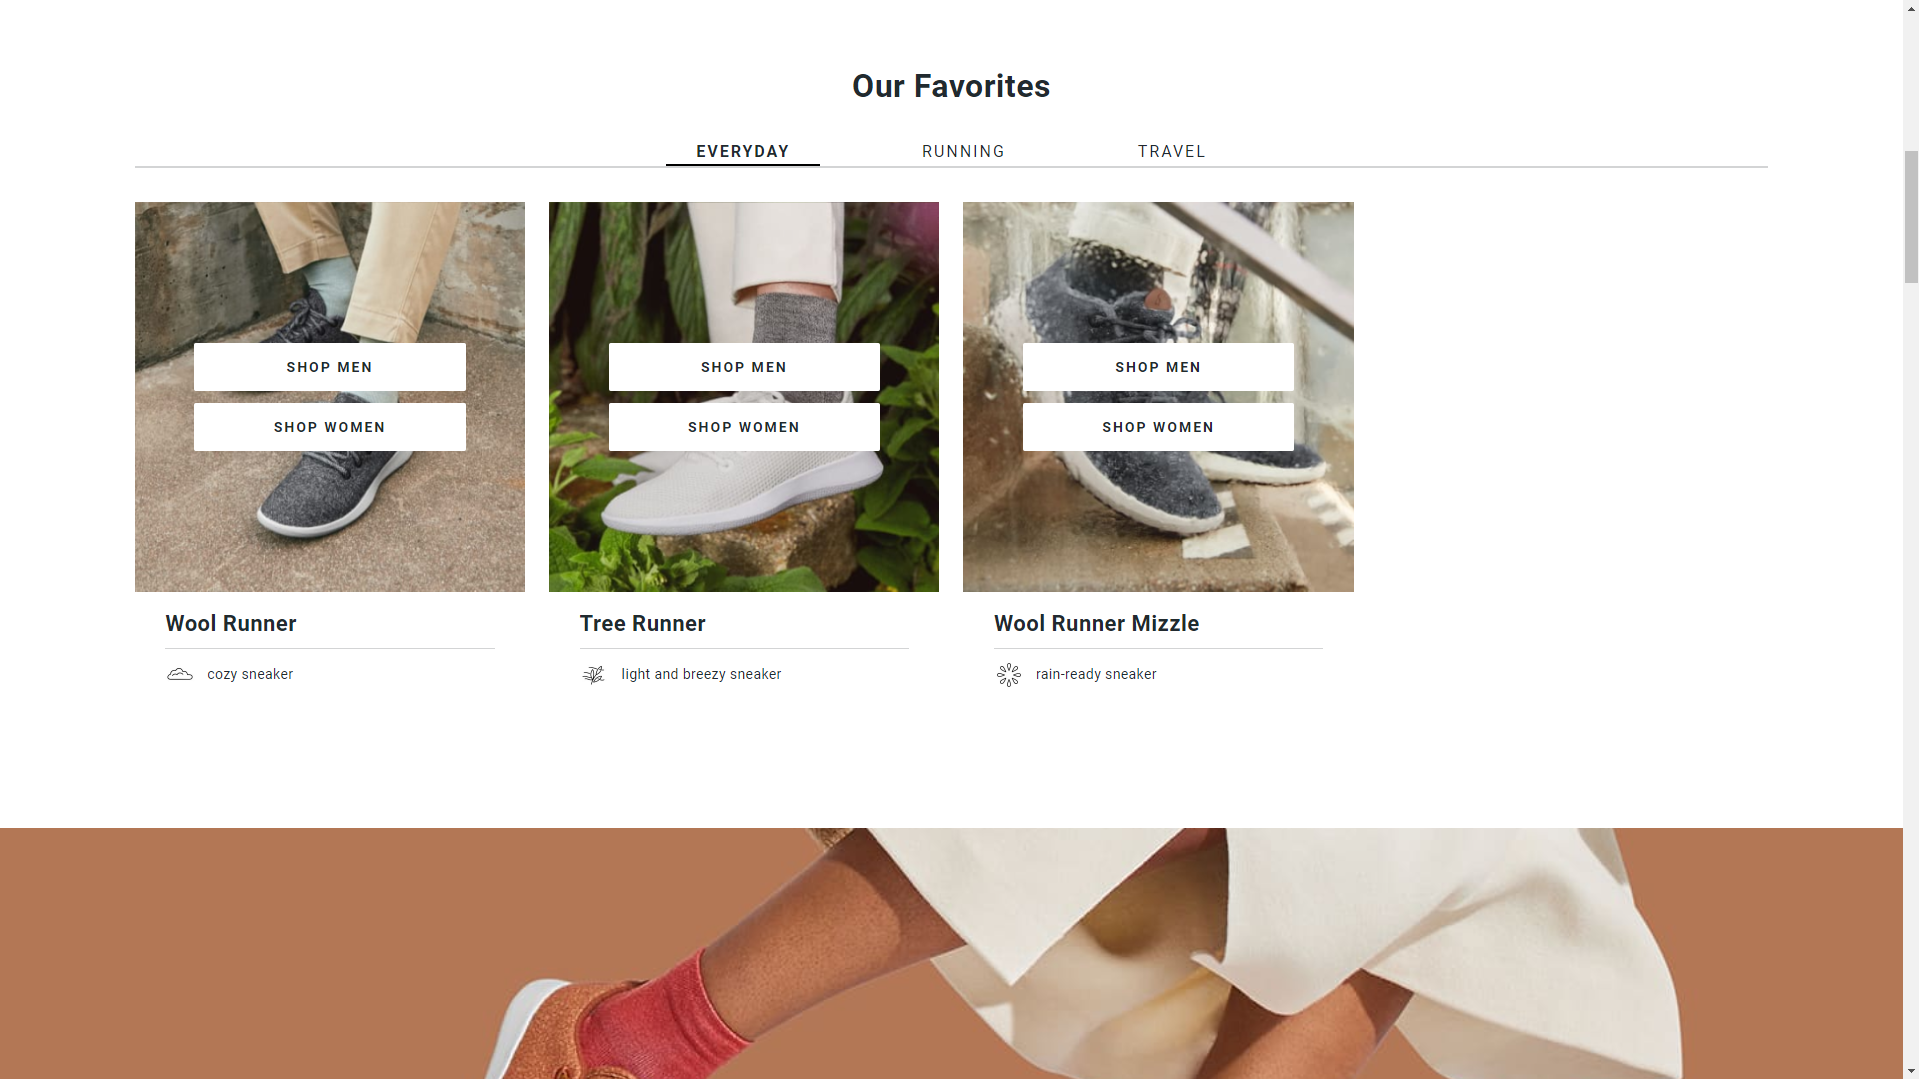 Our Favorites
EVERYDAY
RUNNING
TRAVEL
SHOP MEN
SHOP WOMEN
SHOP MEN
SHOP WOMEN
SHOP MEN
SHOP WOMEN
Wool Runner
cozy sneaker
Tree Runner
light and breezy sneaker
Wool Runner Mizzle
rain-ready sneaker